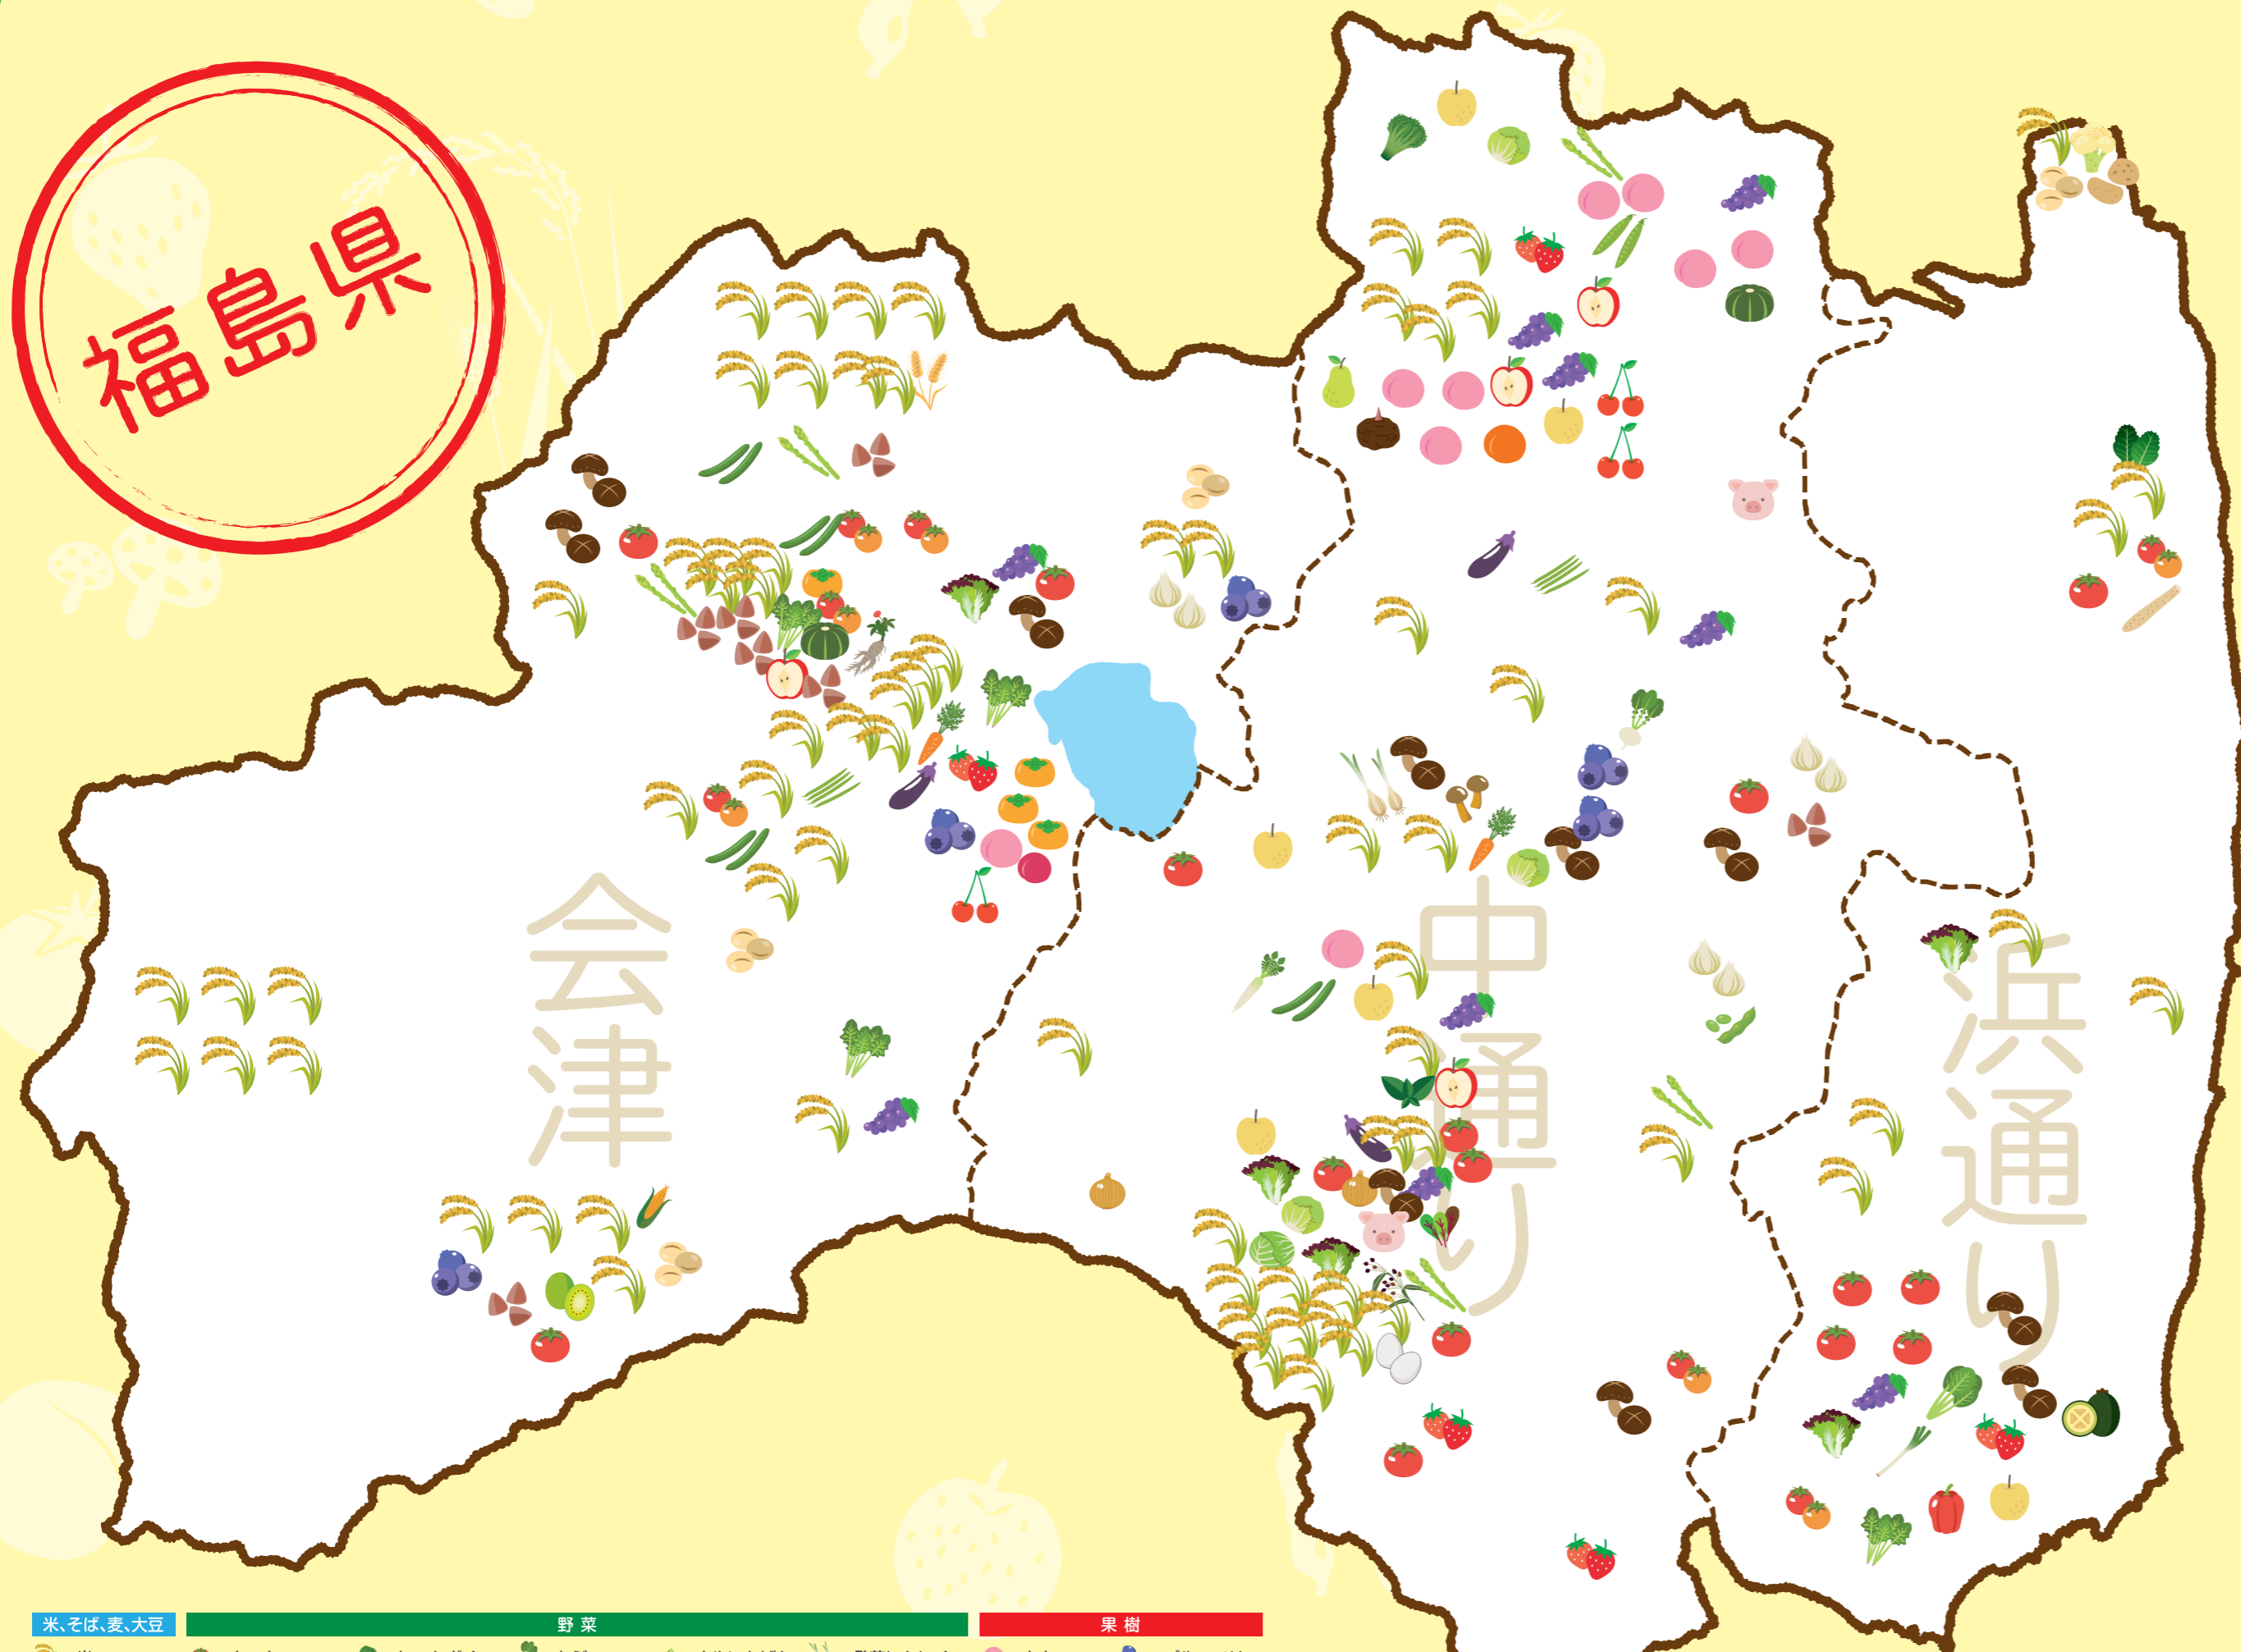 福島県
会津
中通り
浜通り
米、そば、麦、大豆
野菜
果樹